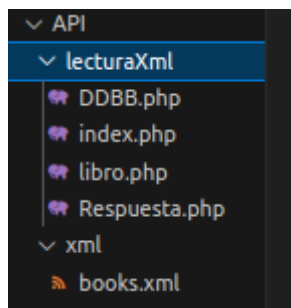 API
lecturaXml
DDBB.php
index.php
libro.php
Respuesta.php
xml
books.xml